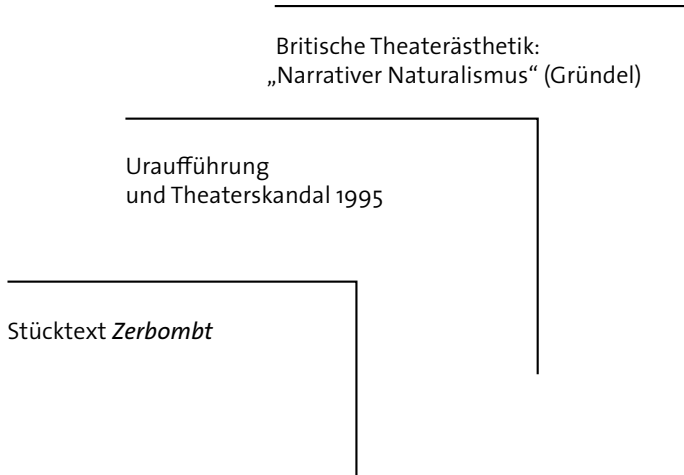 Britische Theaterästhetik:
„Narrativer Naturalismus“ (Gründel)
Uraufführung
und Theaterskandal 1995
Stücktext Zerbombt